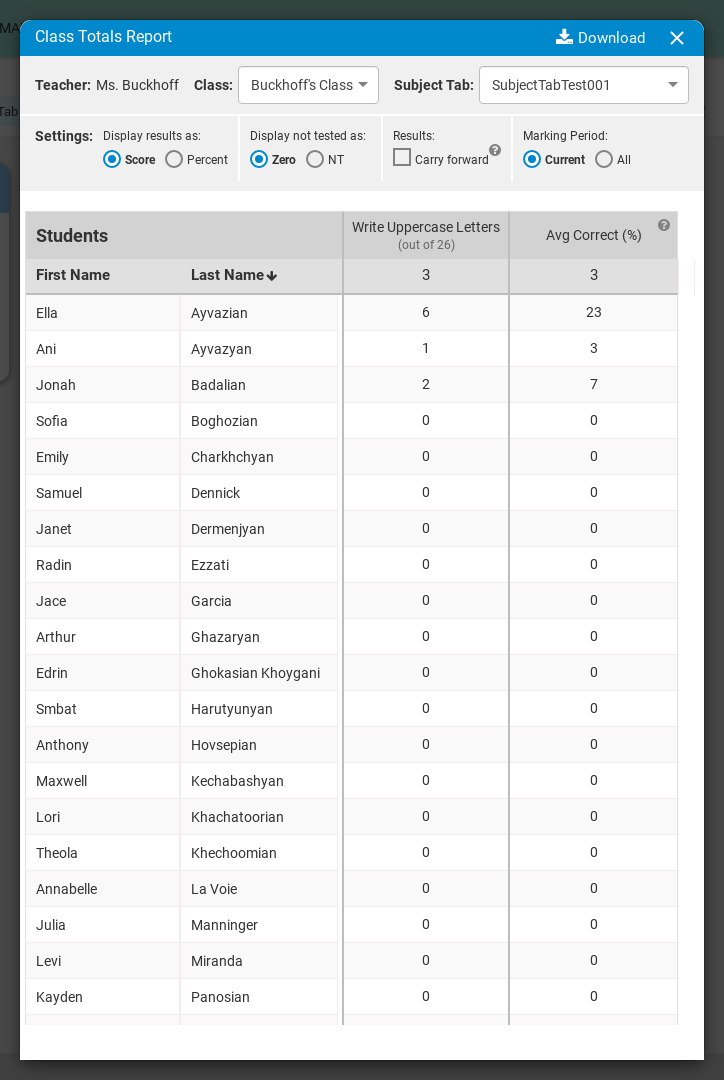 MA
Tab
Class Totals Report Download
Teacher: Ms. Buckhoff Class: Buckhoff's Class Subject Tab: SubjectTabTest001
Settings: Display results as: Display not tested as: Results: Marking Period:
Score Percent Zero NT Carry forward ? Current All
Students Write Uppercase Letters (out of 26) Avg Correct (%) ?
First Name Last Name 3 3
Ella Ayvazian 6 23
Ani Ayvazyan 1 3
Jonah Badalian 2 7
Sofia Boghozian 0 0
Emily Charkhchyan 0 0
Samuel Dennick 0 0
Janet Dermenjyan 0 0
Radin Ezzati 0 0
Jace Garcia 0 0
Arthur Ghazaryan 0 0
Edrin Ghokasian Khoygani 0 0
Smbat Harutyunyan 0 0
Anthony Hovsepian 0 0
Maxwell Kechabashyan 0 0
Lori Khachatoorian 0 0
Theola Khechoomian 0 0
Annabelle La Voie 0 0
Julia Manninger 0 0
Levi Miranda 0 0
Kayden Panosian 0 0